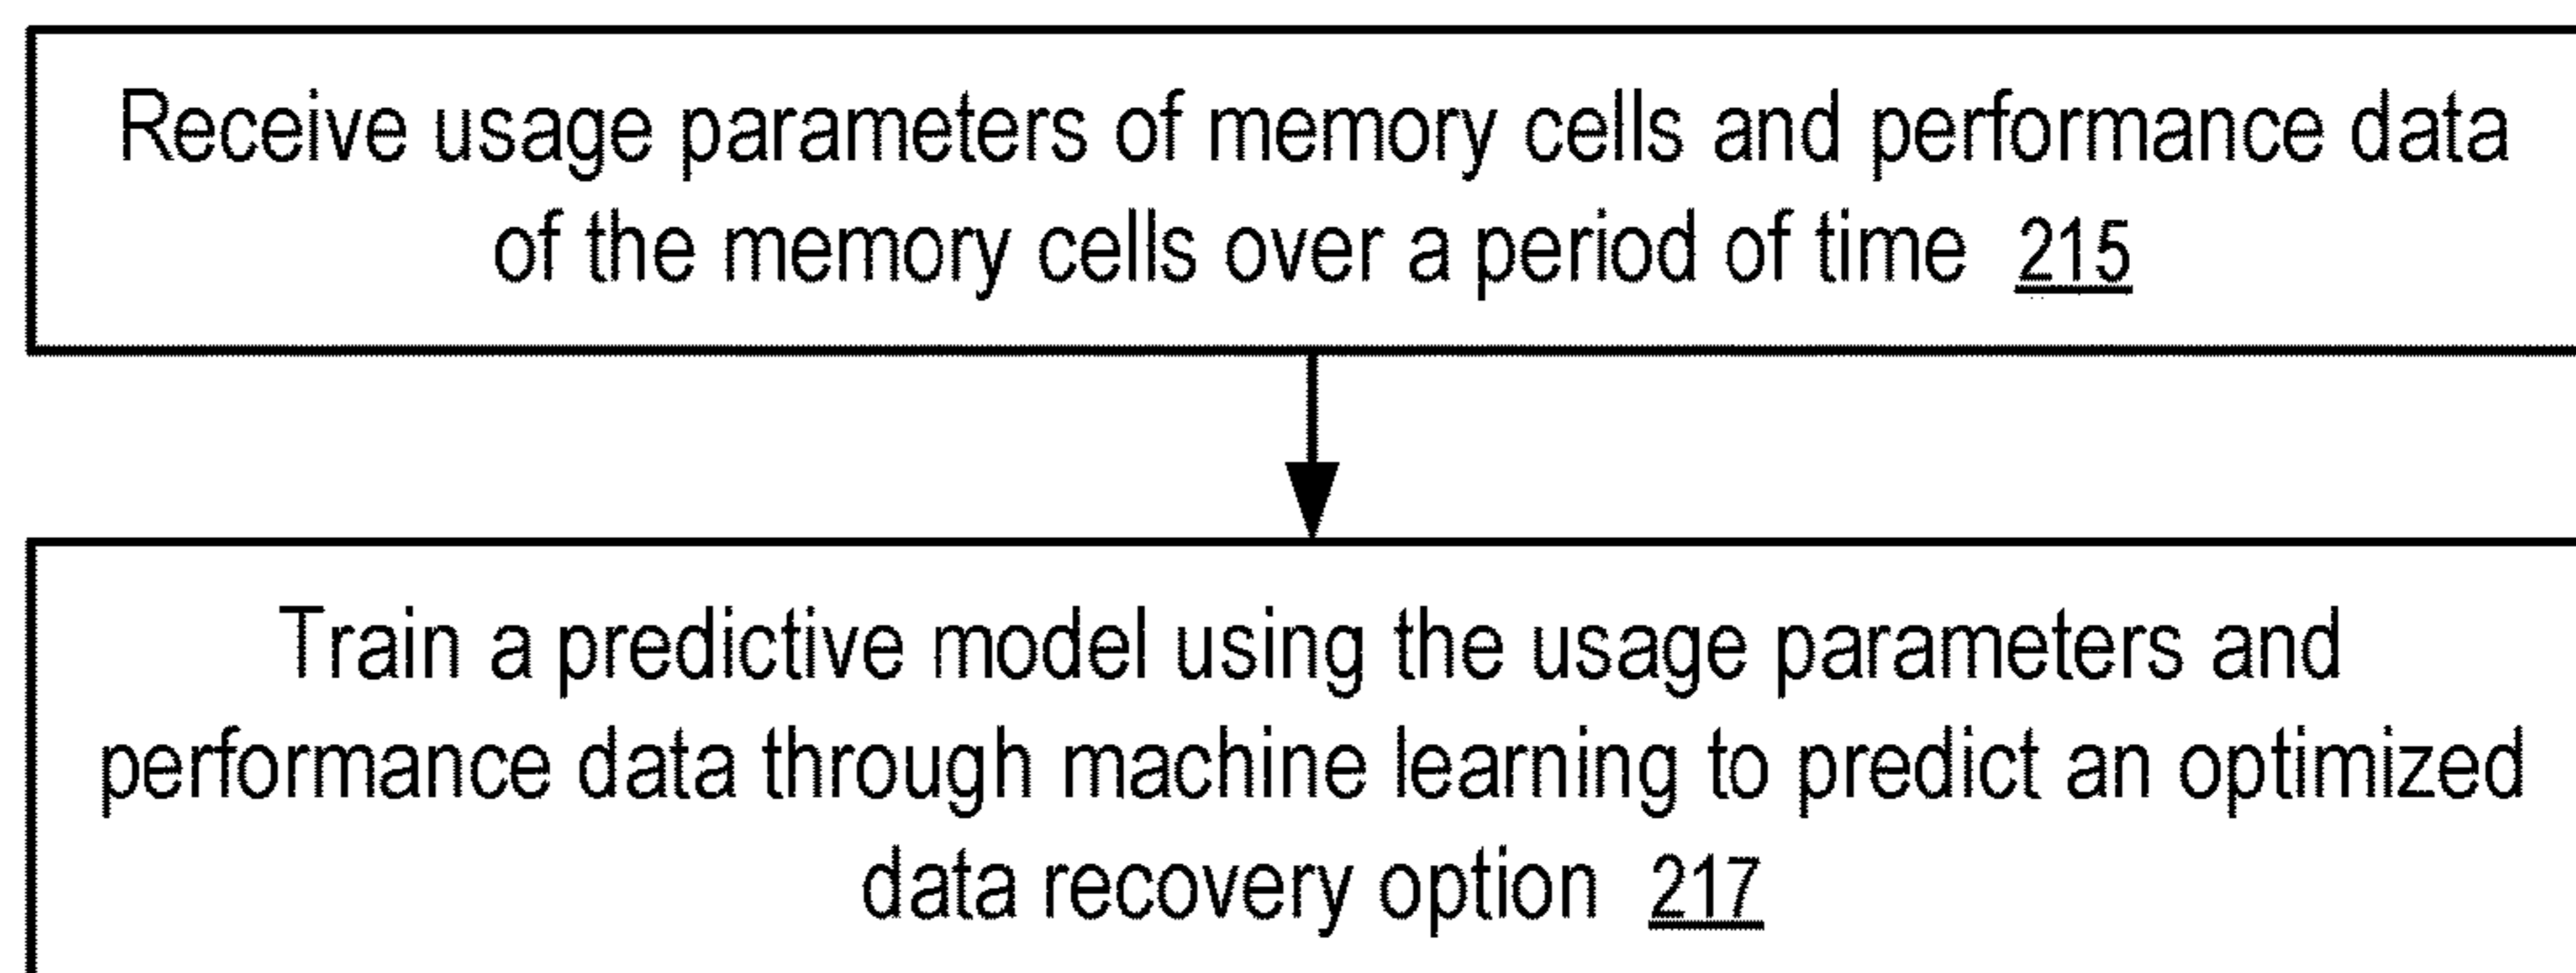 Receive usage parameters of memory cells and performance data
of the memory cells over a period of time 215
Train a predictive model using the usage parameters and
performance data through machine learning to predict an optimized
data recovery option 217